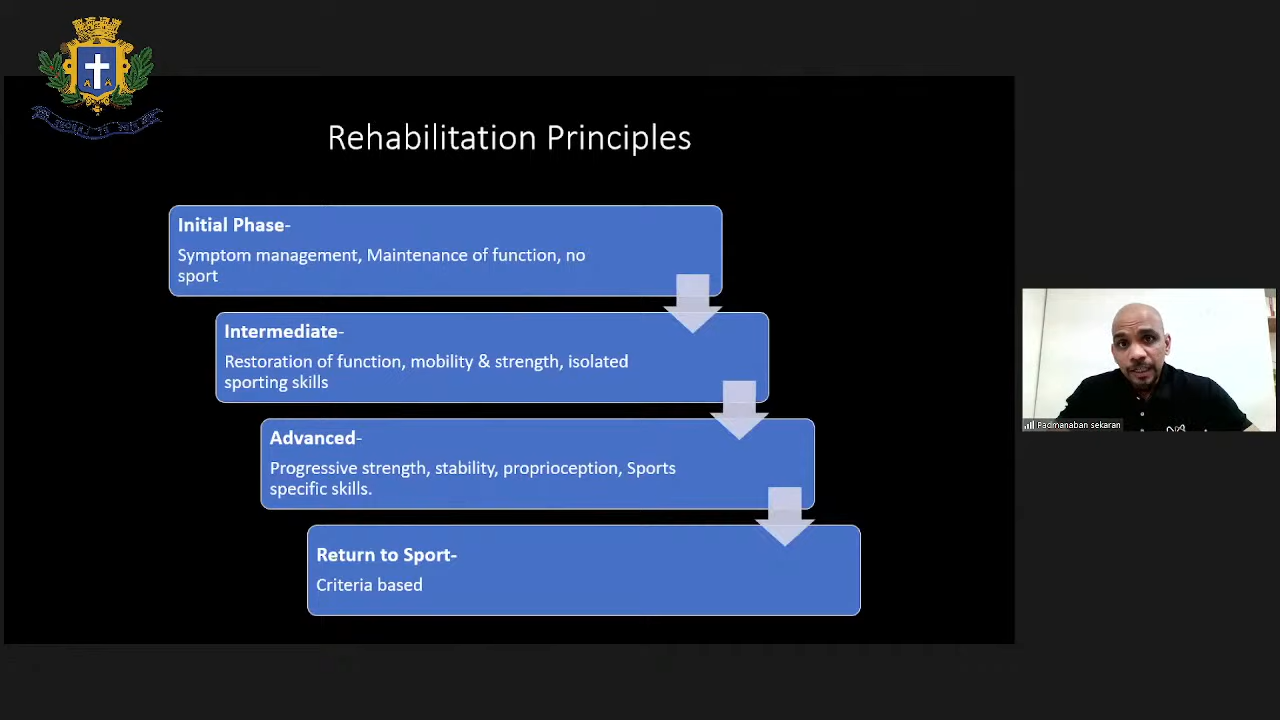 Rehabilitation Principles
Initial Phase-
Symptom management, Maintenance of function, no
sport
Intermediate-
Restoration of function, mobility & strength, isolated
sporting skills
Advanced-
Progressive strength, stability, proprioception, Sports
specific skills.
Return to Sport-
Criteria based
Padmanaban sekaran